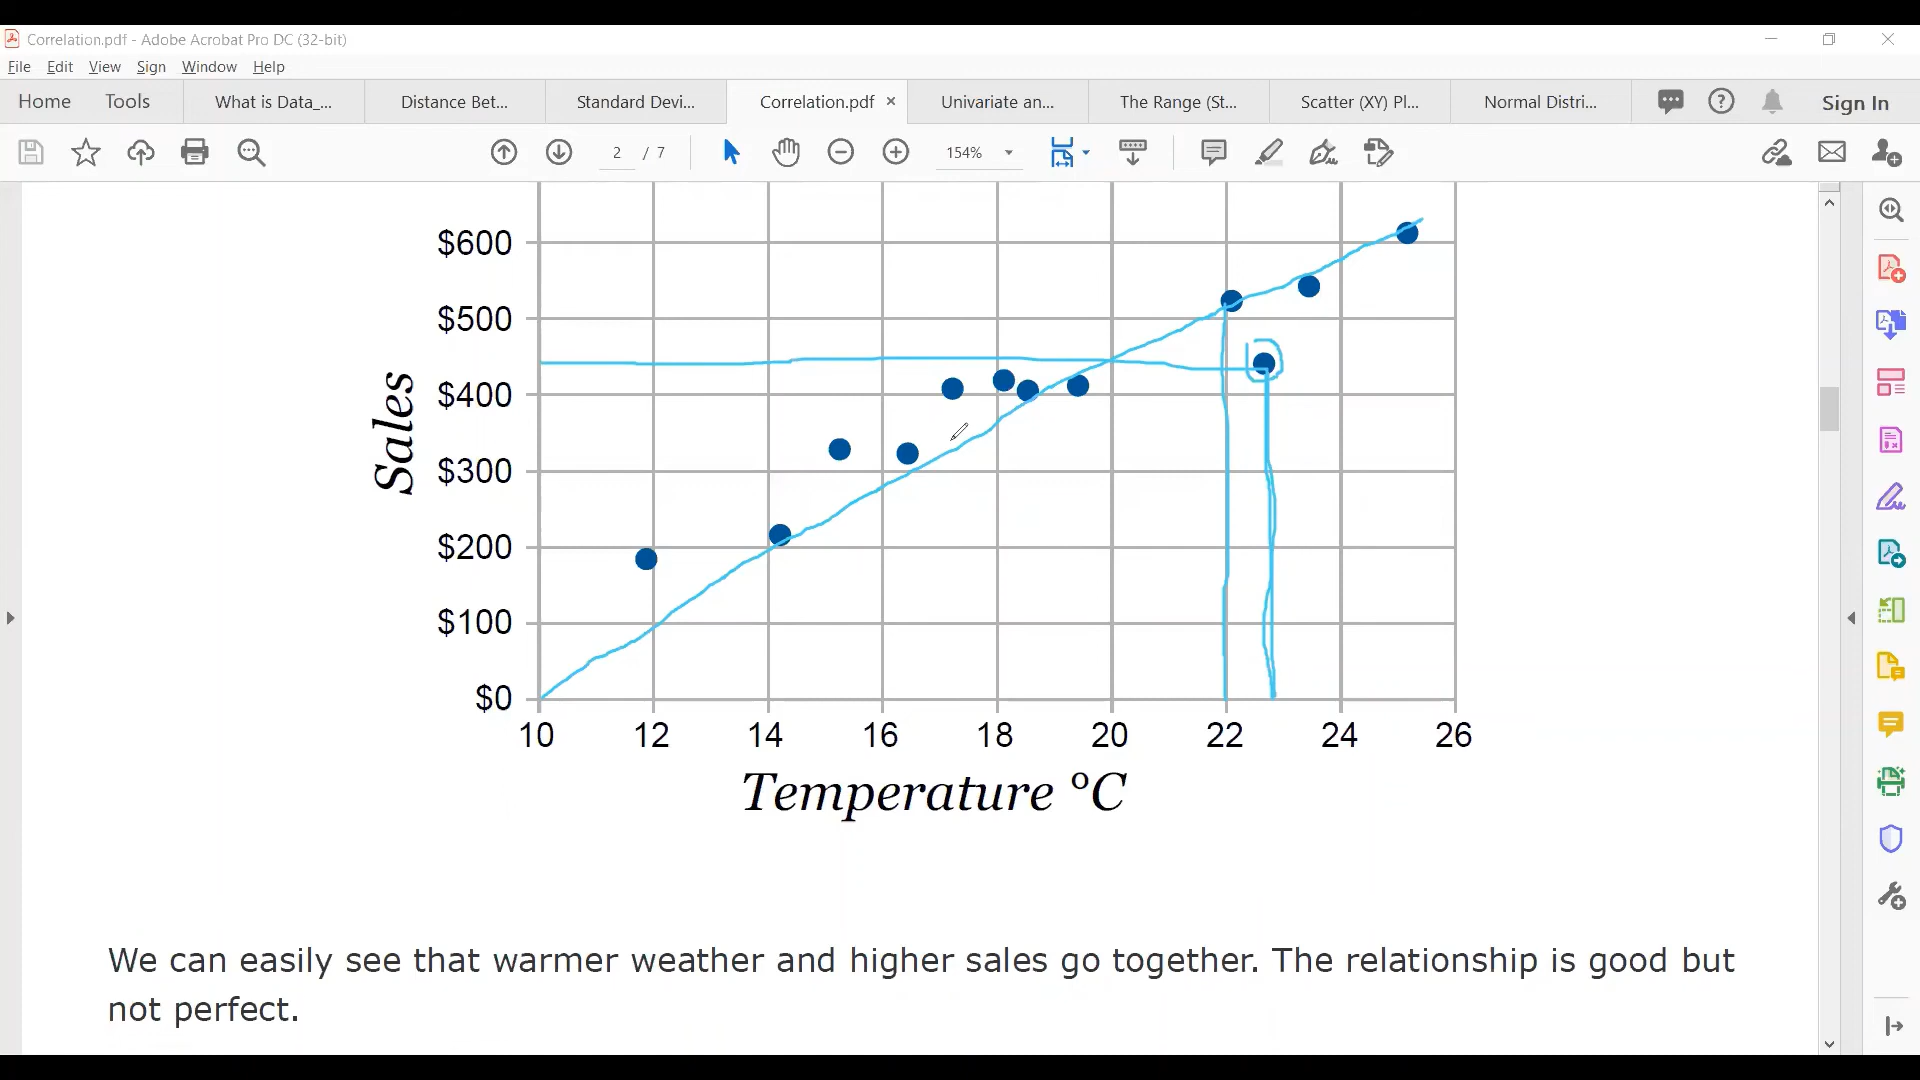 Correlation.pdf - Adobe Acrobat Pro DC (32-bit)
File Edit View Sign Window Help
Home Tools What is Data_... Distance Bet... Standard Devi... Correlation.pdf × Univariate an... The Range (St... Scatter (XY) Pl... Normal Distri... Sign In
2 / 7 154%
$600
$500
$400
$300
$200
$100
$0
Sales
10 12 14 16 18 20 22 24 26
Temperature °C
We can easily see that warmer weather and higher sales go together. The relationship is good but
not perfect.